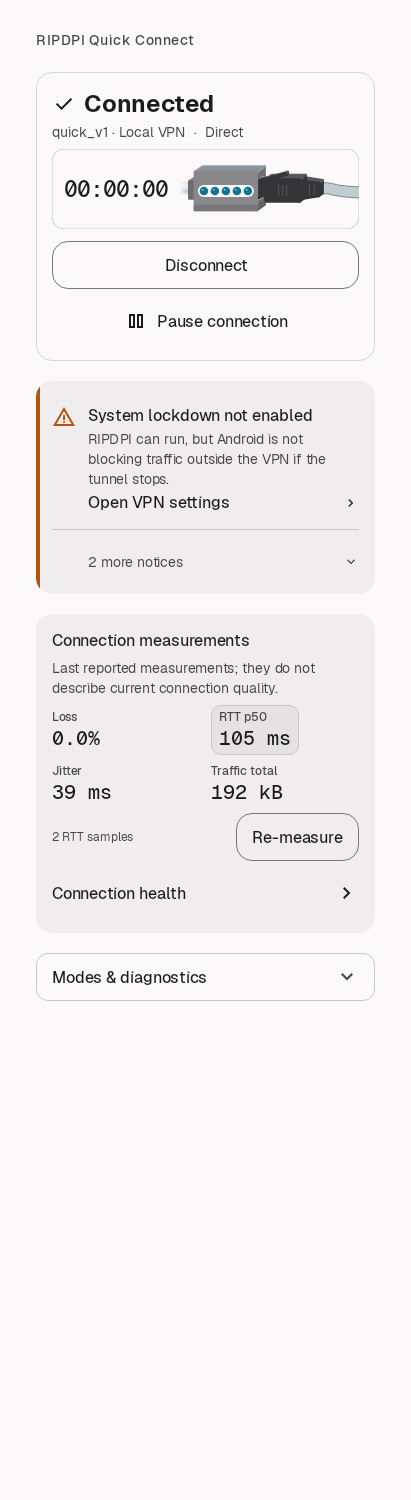 RIPDPI Quick Connect
Connected
quick_v1 · Local VPN · Direct
00:00:00
Disconnect
Pause connection
System lockdown not enabled
RIPDPI can run, but Android is not
blocking traffic outside the VPN if the
tunnel stops.
Open VPN settings
2 more notices
Connection measurements
Last reported measurements; they do not
describe current connection quality.
Loss
0.0%
RTT p50
105 ms
Jitter
39 ms
Traffic total
192 kB
2 RTT samples
Re-measure
Connection health
Modes & diagnostics